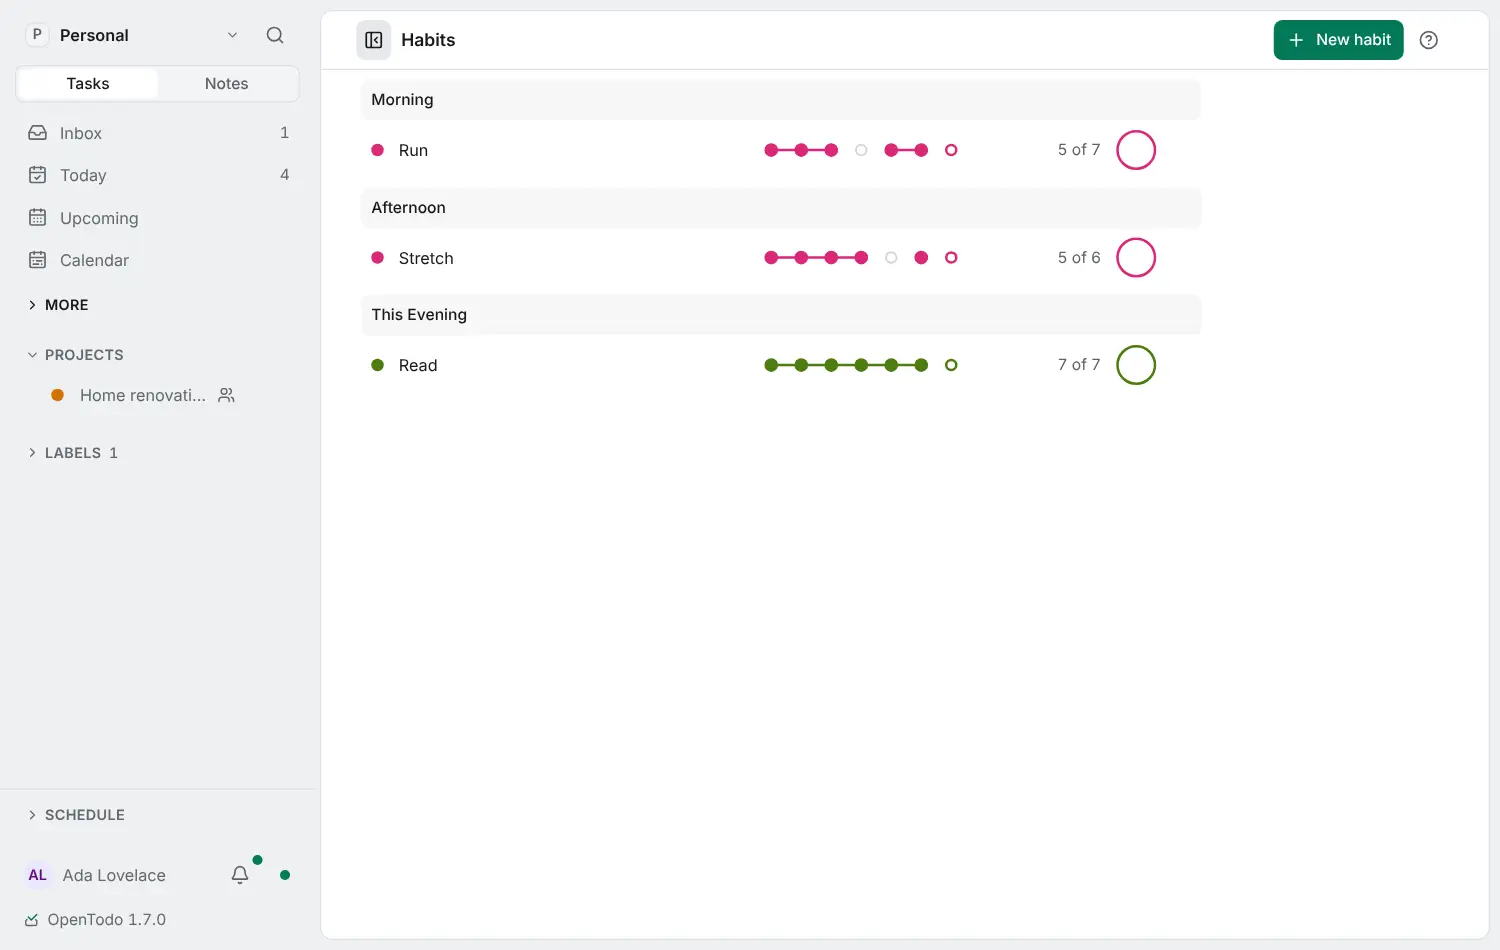 P Personal
Tasks Notes
Inbox 1
Today 4
Upcoming
Calendar
MORE
PROJECTS
Home renovati...
LABELS 1
SCHEDULE
AL Ada Lovelace
OpenTodo 1.7.0
Habits
New habit
Morning
Run 5 of 7
Afternoon
Stretch 5 of 6
This Evening
Read 7 of 7